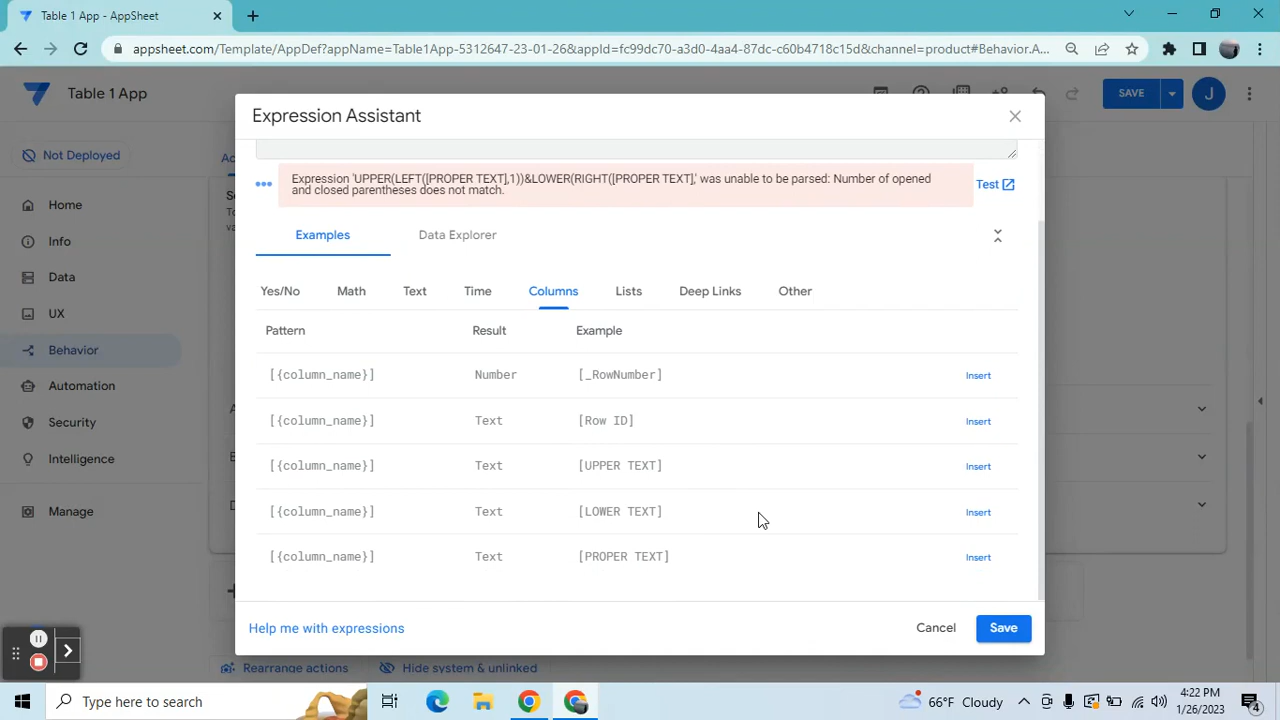 Table 1 App
appsheet.com/Template/AppDef?appName=Table1App-5312647-23-01-26&appId=fc99dc70-a3d0-4aa4-87dc-c60b4718c15d&channel=product#Behavior.A...
Table 1 App
SAVE
J
Expression Assistant
Not Deployed
Expression 'UPPER(LEFT([PROPER TEXT],1))&LOWER(RIGHT([PROPER TEXT],' was unable to be parsed: Number of opened
and closed parentheses does not match.
Test
Home
Info
Data
UX
Behavior
Automation
Security
Intelligence
Manage
Examples
Data Explorer
Yes/No
Math
Text
Time
Columns
Lists
Deep Links
Other
Pattern Result Example
[{column_name}] Number [_RowNumber] Insert
[{column_name}] Text [Row ID] Insert
[{column_name}] Text [UPPER TEXT] Insert
[{column_name}] Text [LOWER TEXT] Insert
[{column_name}] Text [PROPER TEXT] Insert
Help me with expressions
Cancel
Save
Rearrange actions
Hide system & unlinked
Type here to search
66°F Cloudy
4:22 PM
1/26/2023
4